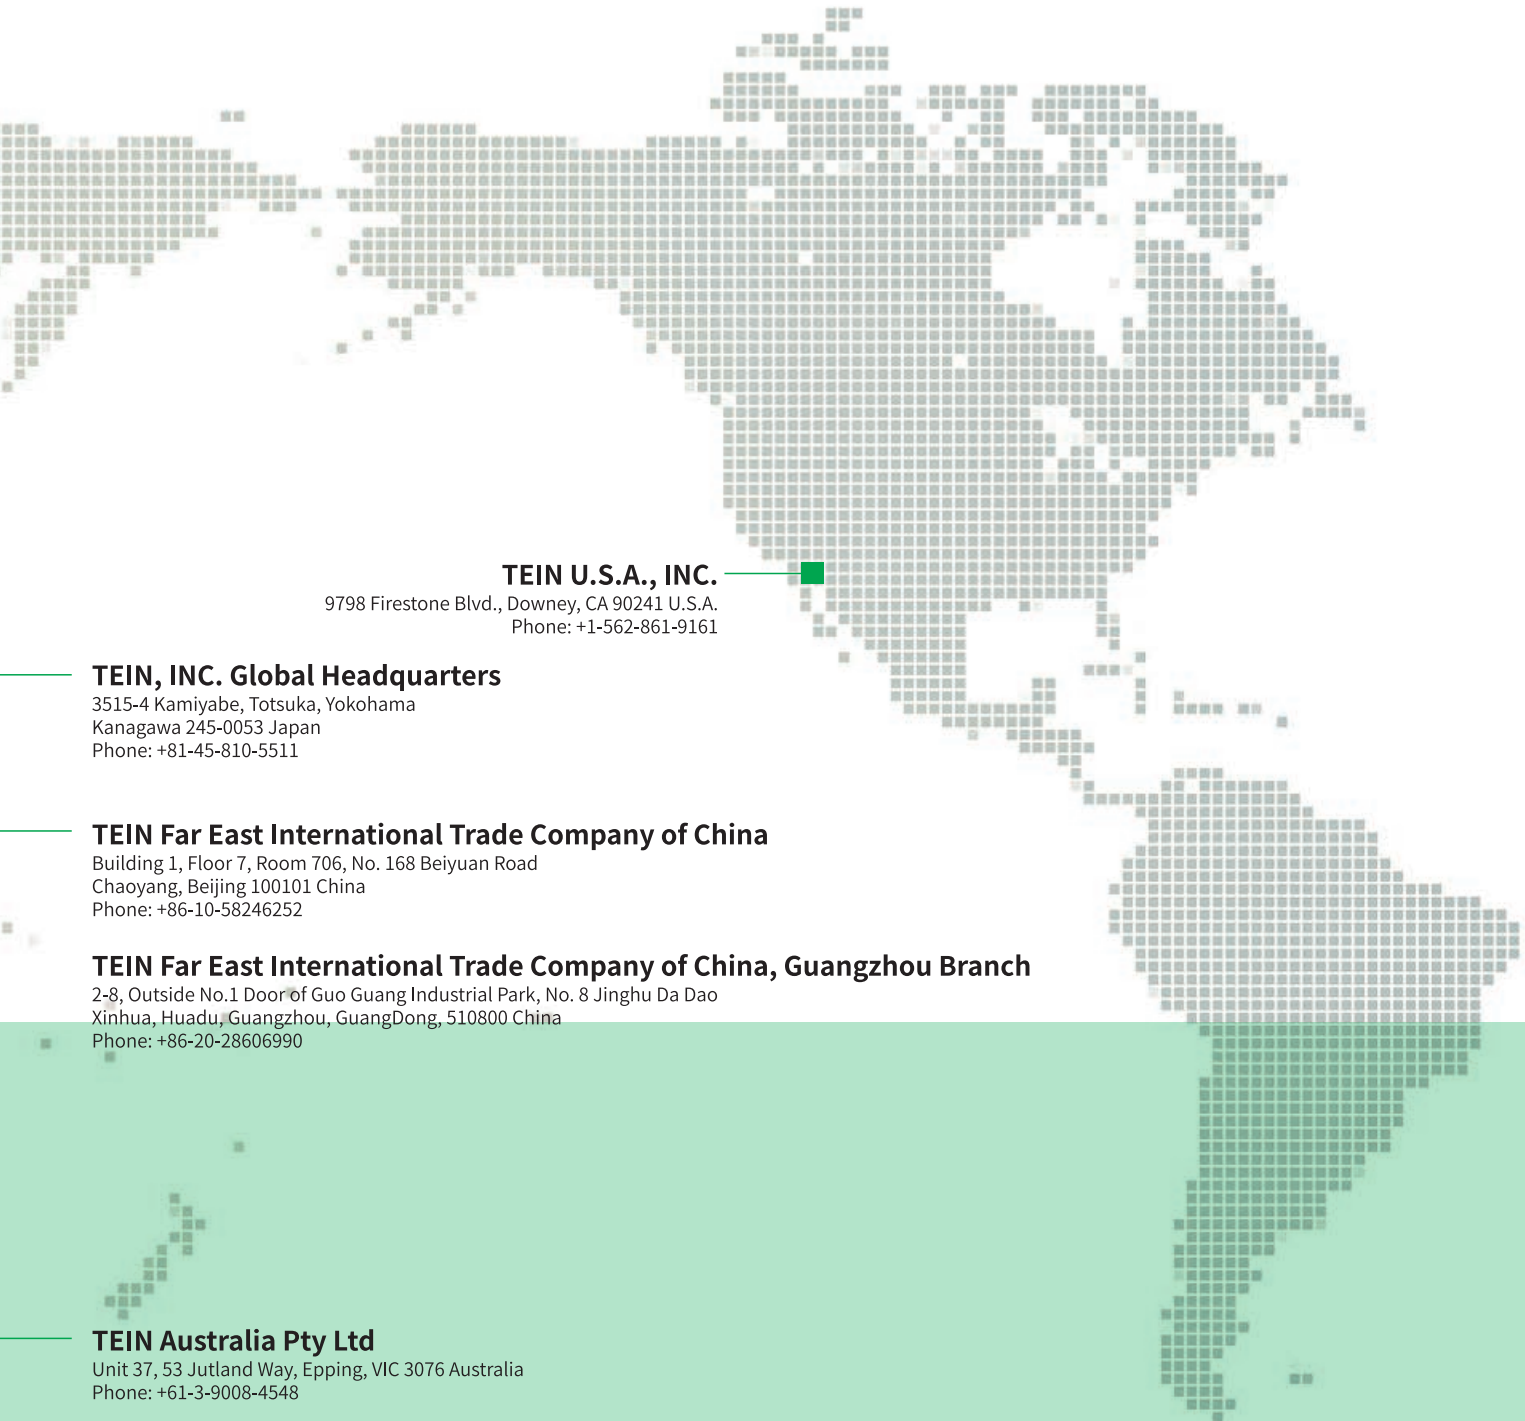 TEIN U.S.A., INC.
9798 Firestone Blvd., Downey, CA 90241 U.S.A.
Phone: +1-562-861-9161
TEIN, INC. Global Headquarters
3515-4 Kamiyabe, Totsuka, Yokohama
Kanagawa 245-0053 Japan
Phone: +81-45-810-5511
TEIN Far East International Trade Company of China
Building 1, Floor 7, Room 706, No. 168 Beiyuan Road
Chaoyang, Beijing 100101 China
Phone: +86-10-58246252
TEIN Far East International Trade Company of China, Guangzhou Branch
2-8, Outside No.1 Door of Guo Guang Industrial Park, No. 8 Jinghu Da Dao
Xinhua, Huadu, Guangzhou, GuangDong, 510800 China
Phone: +86-20-28606990
TEIN Australia Pty Ltd
Unit 37, 53 Jutland Way, Epping, VIC 3076 Australia
Phone: +61-3-9008-4548